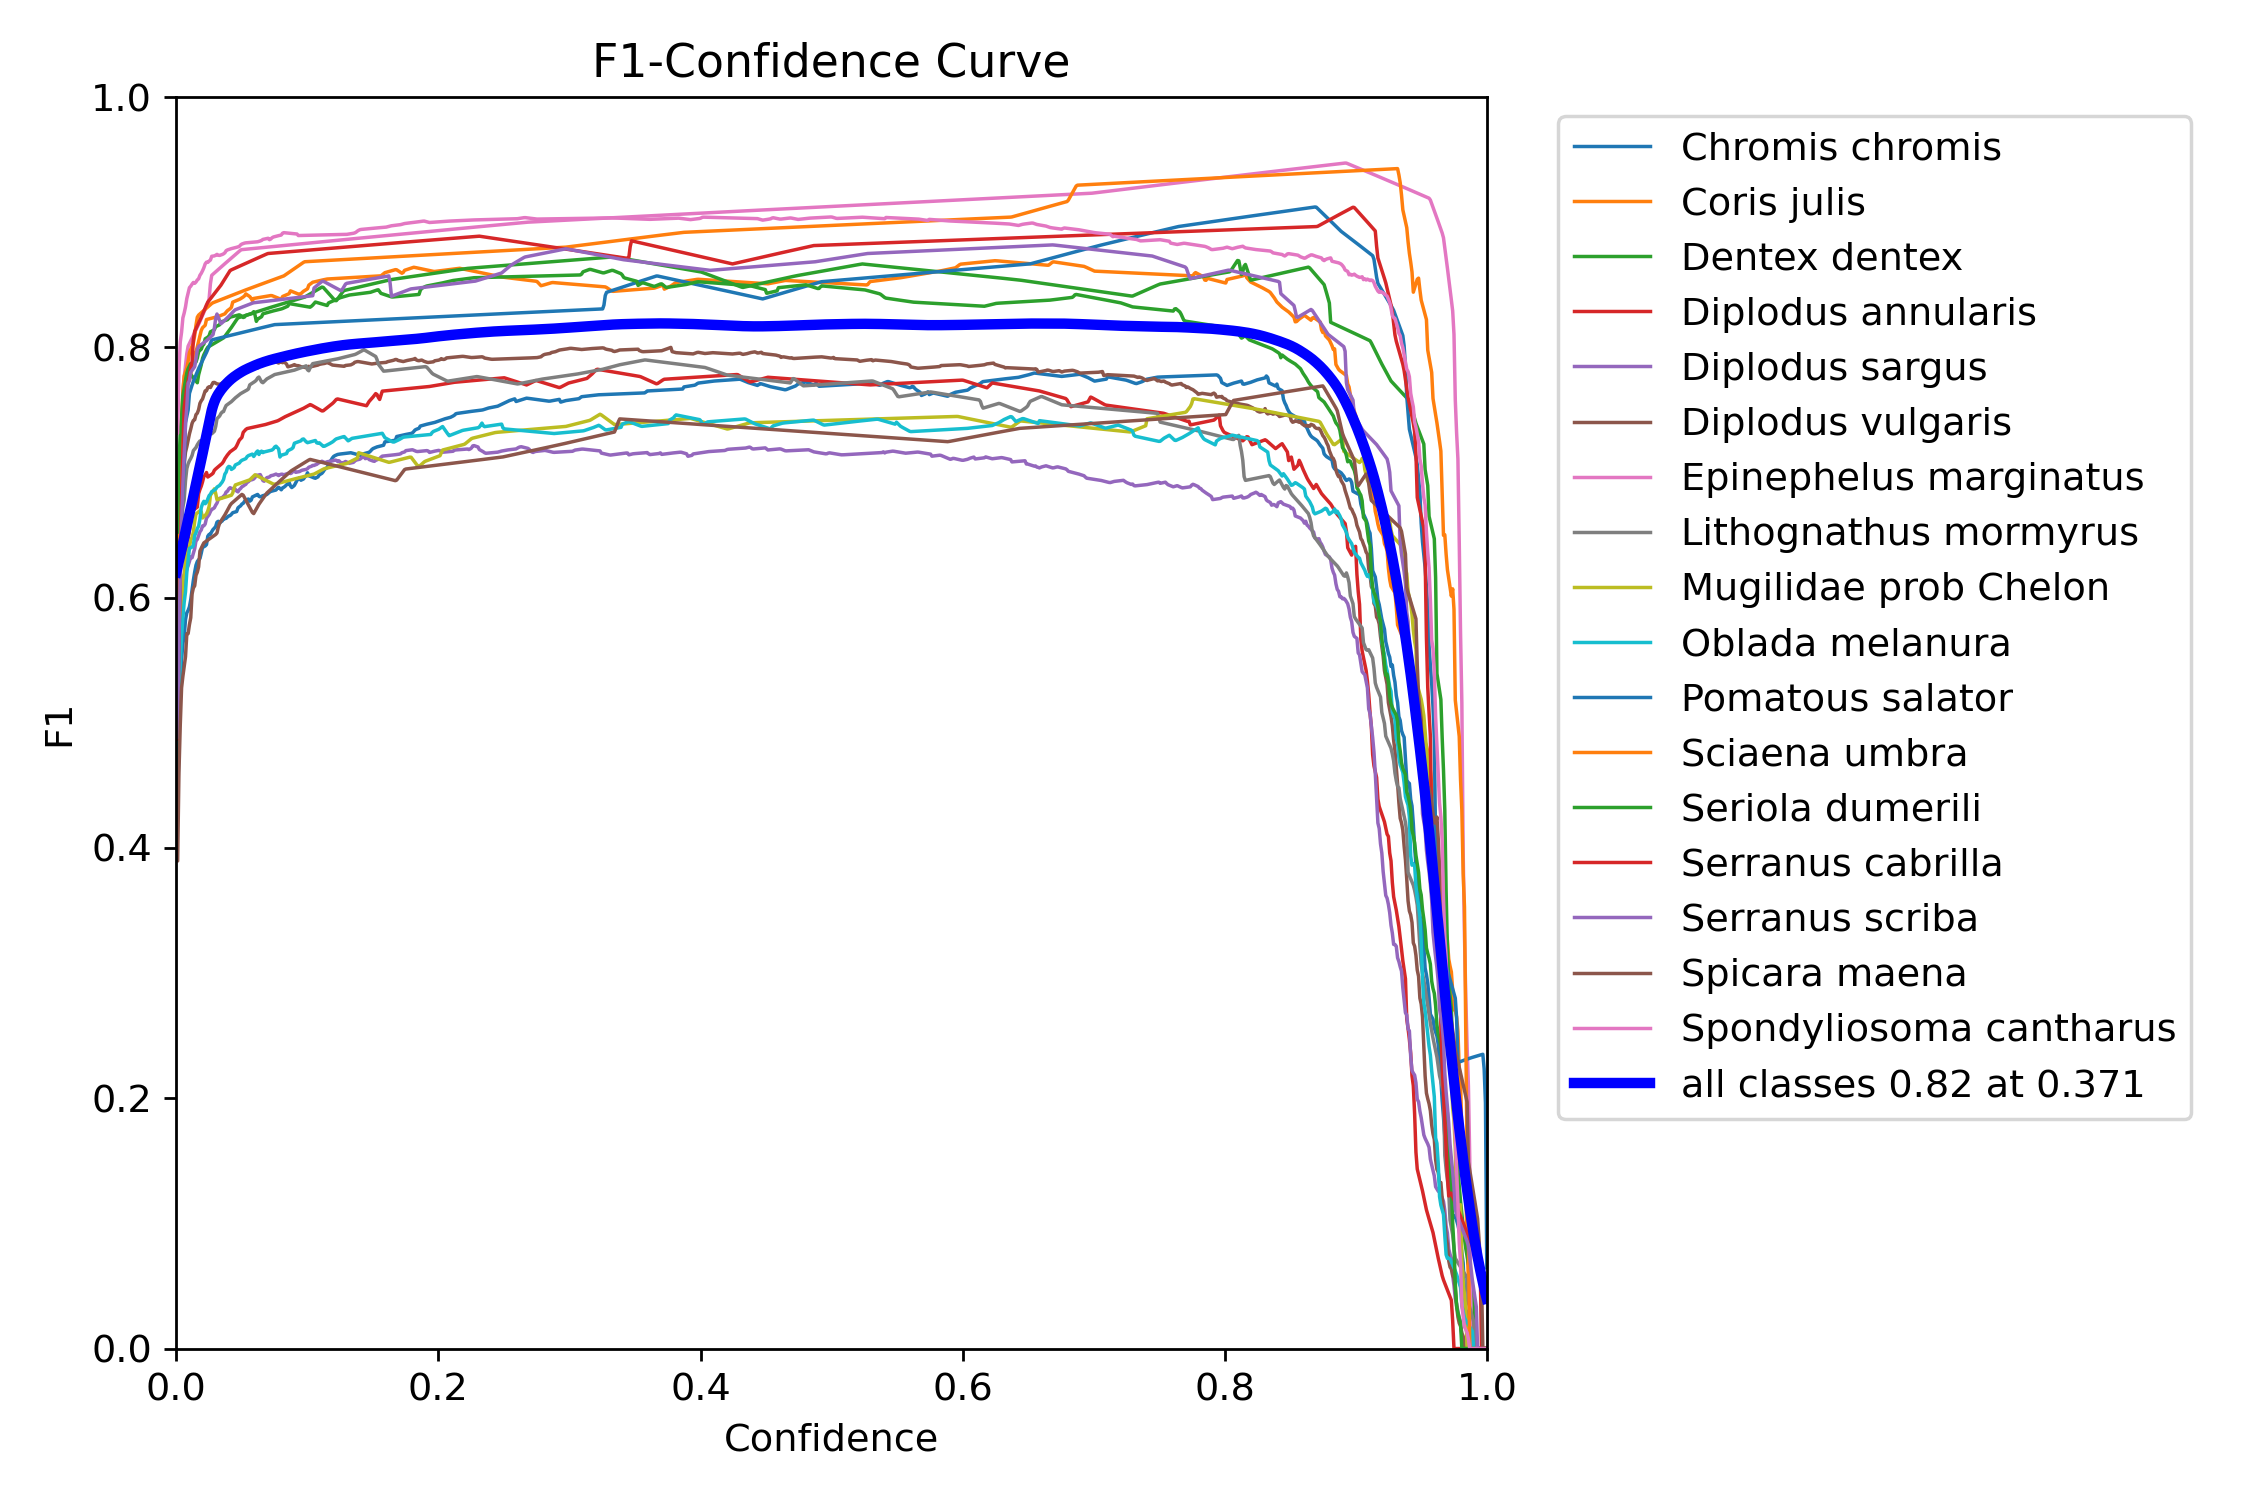 F1-Confidence Curve
1.0
0.8
0.6
0.4
0.2
0.0
F1
0.0 0.2 0.4 0.6 0.8 1.0
Confidence
Chromis chromis
Coris julis
Dentex dentex
Diplodus annularis
Diplodus sargus
Diplodus vulgaris
Epinephelus marginatus
Lithognathus mormyrus
Mugilidae prob Chelon
Oblada melanura
Pomatous salator
Sciaena umbra
Seriola dumerili
Serranus cabrilla
Serranus scriba
Spicara maena
Spondyliosoma cantharus
all classes 0.82 at 0.371